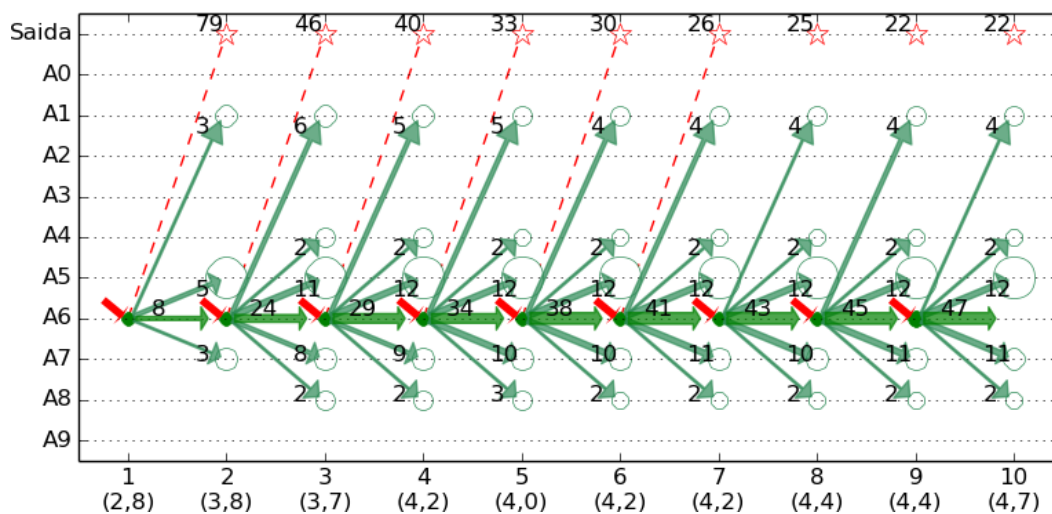 Saida 79 46 40 33 30 26 25 22 22
A0
A1 3 6 5 5 4 4 4 4 4
A2
A3
A4 2 2 2 2 2 2 2 2
A5 5 11 12 12 12 12 12 12 12
A6 8 24 29 34 38 41 43 45 47
A7 3 8 9 10 10 11 10 11 11
A8 2 2 3 2 2 2 2 2
A9
1 2 3 4 5 6 7 8 9 10
(2,8) (3,8) (3,7) (4,2) (4,0) (4,2) (4,2) (4,4) (4,4) (4,7)